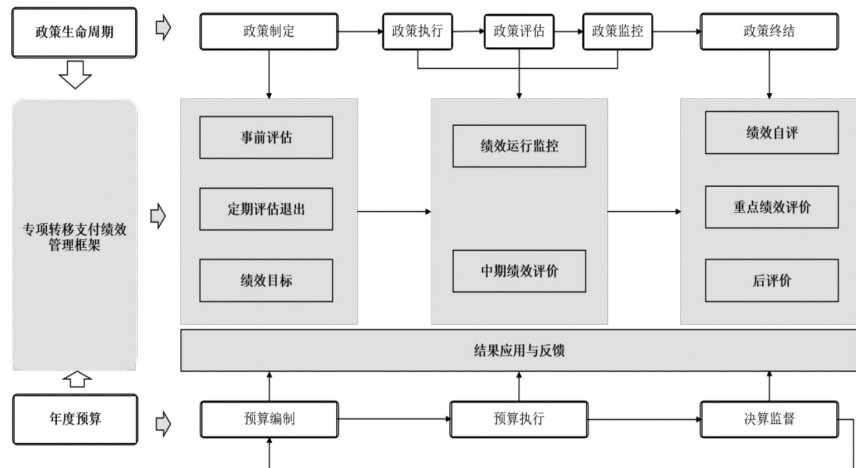 政策生命周期
政策制定
政策执行
政策评估
政策监控
政策终结
专项转移支付绩效
管理框架
事前评估
定期评估退出
绩效目标
绩效运行监控
中期绩效评价
绩效自评
重点绩效评价
后评价
结果应用与反馈
年度预算
预算编制
预算执行
决算监督